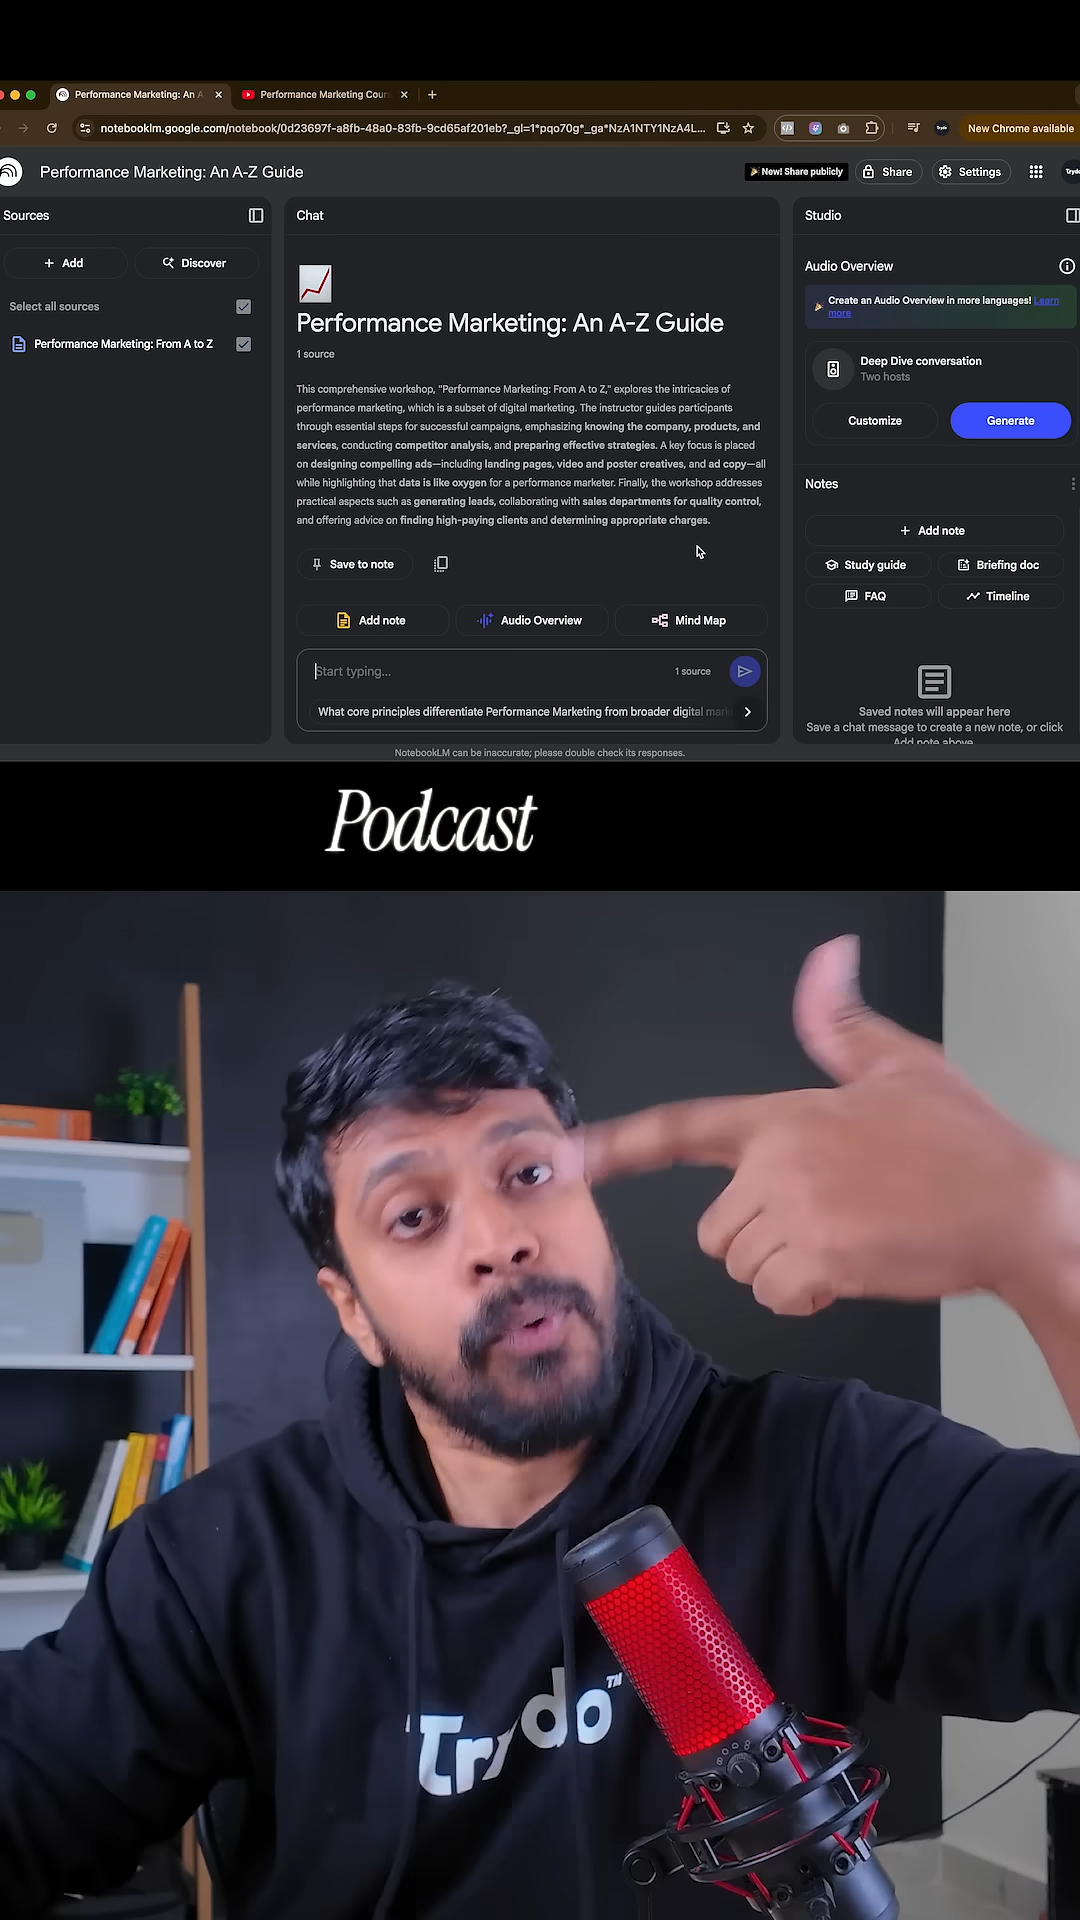 Performance Marketing: An A
Performance Marketing Cour
notebooklm.google.com/notebook/0d23697f-a8fb-48a0-83fb-9cd65af201eb?_gl=1*pqo70g*_ga*NzA1NTY1NzA4L...
New Chrome available
Performance Marketing: An A-Z Guide
New! Share publicly
Share
Settings
Sources
Add
Discover
Select all sources
Performance Marketing: From A to Z
Chat
Performance Marketing: An A-Z Guide
1 source
This comprehensive workshop, "Performance Marketing: From A to Z," explores the intricacies of
performance marketing, which is a subset of digital marketing. The instructor guides participants
through essential steps for successful campaigns, emphasizing knowing the company, products, and
services, conducting competitor analysis, and preparing effective strategies. A key focus is placed
on designing compelling ads—including landing pages, video and poster creatives, and ad copy—all
while highlighting that data is like oxygen for a performance marketer. Finally, the workshop addresses
practical aspects such as generating leads, collaborating with sales departments for quality control,
and offering advice on finding high-paying clients and determining appropriate charges.
Save to note
Add note
Audio Overview
Mind Map
Start typing...
1 source
What core principles differentiate Performance Marketing from broader digital mark
NotebookLM can be inaccurate; please double check its responses.
Studio
Audio Overview
Create an Audio Overview in more languages! Learn
more
Deep Dive conversation
Two hosts
Customize
Generate
Notes
Add note
Study guide
Briefing doc
FAQ
Timeline
Saved notes will appear here
Save a chat message to create a new note, or click
Add note above.
Podcast
Trydo™